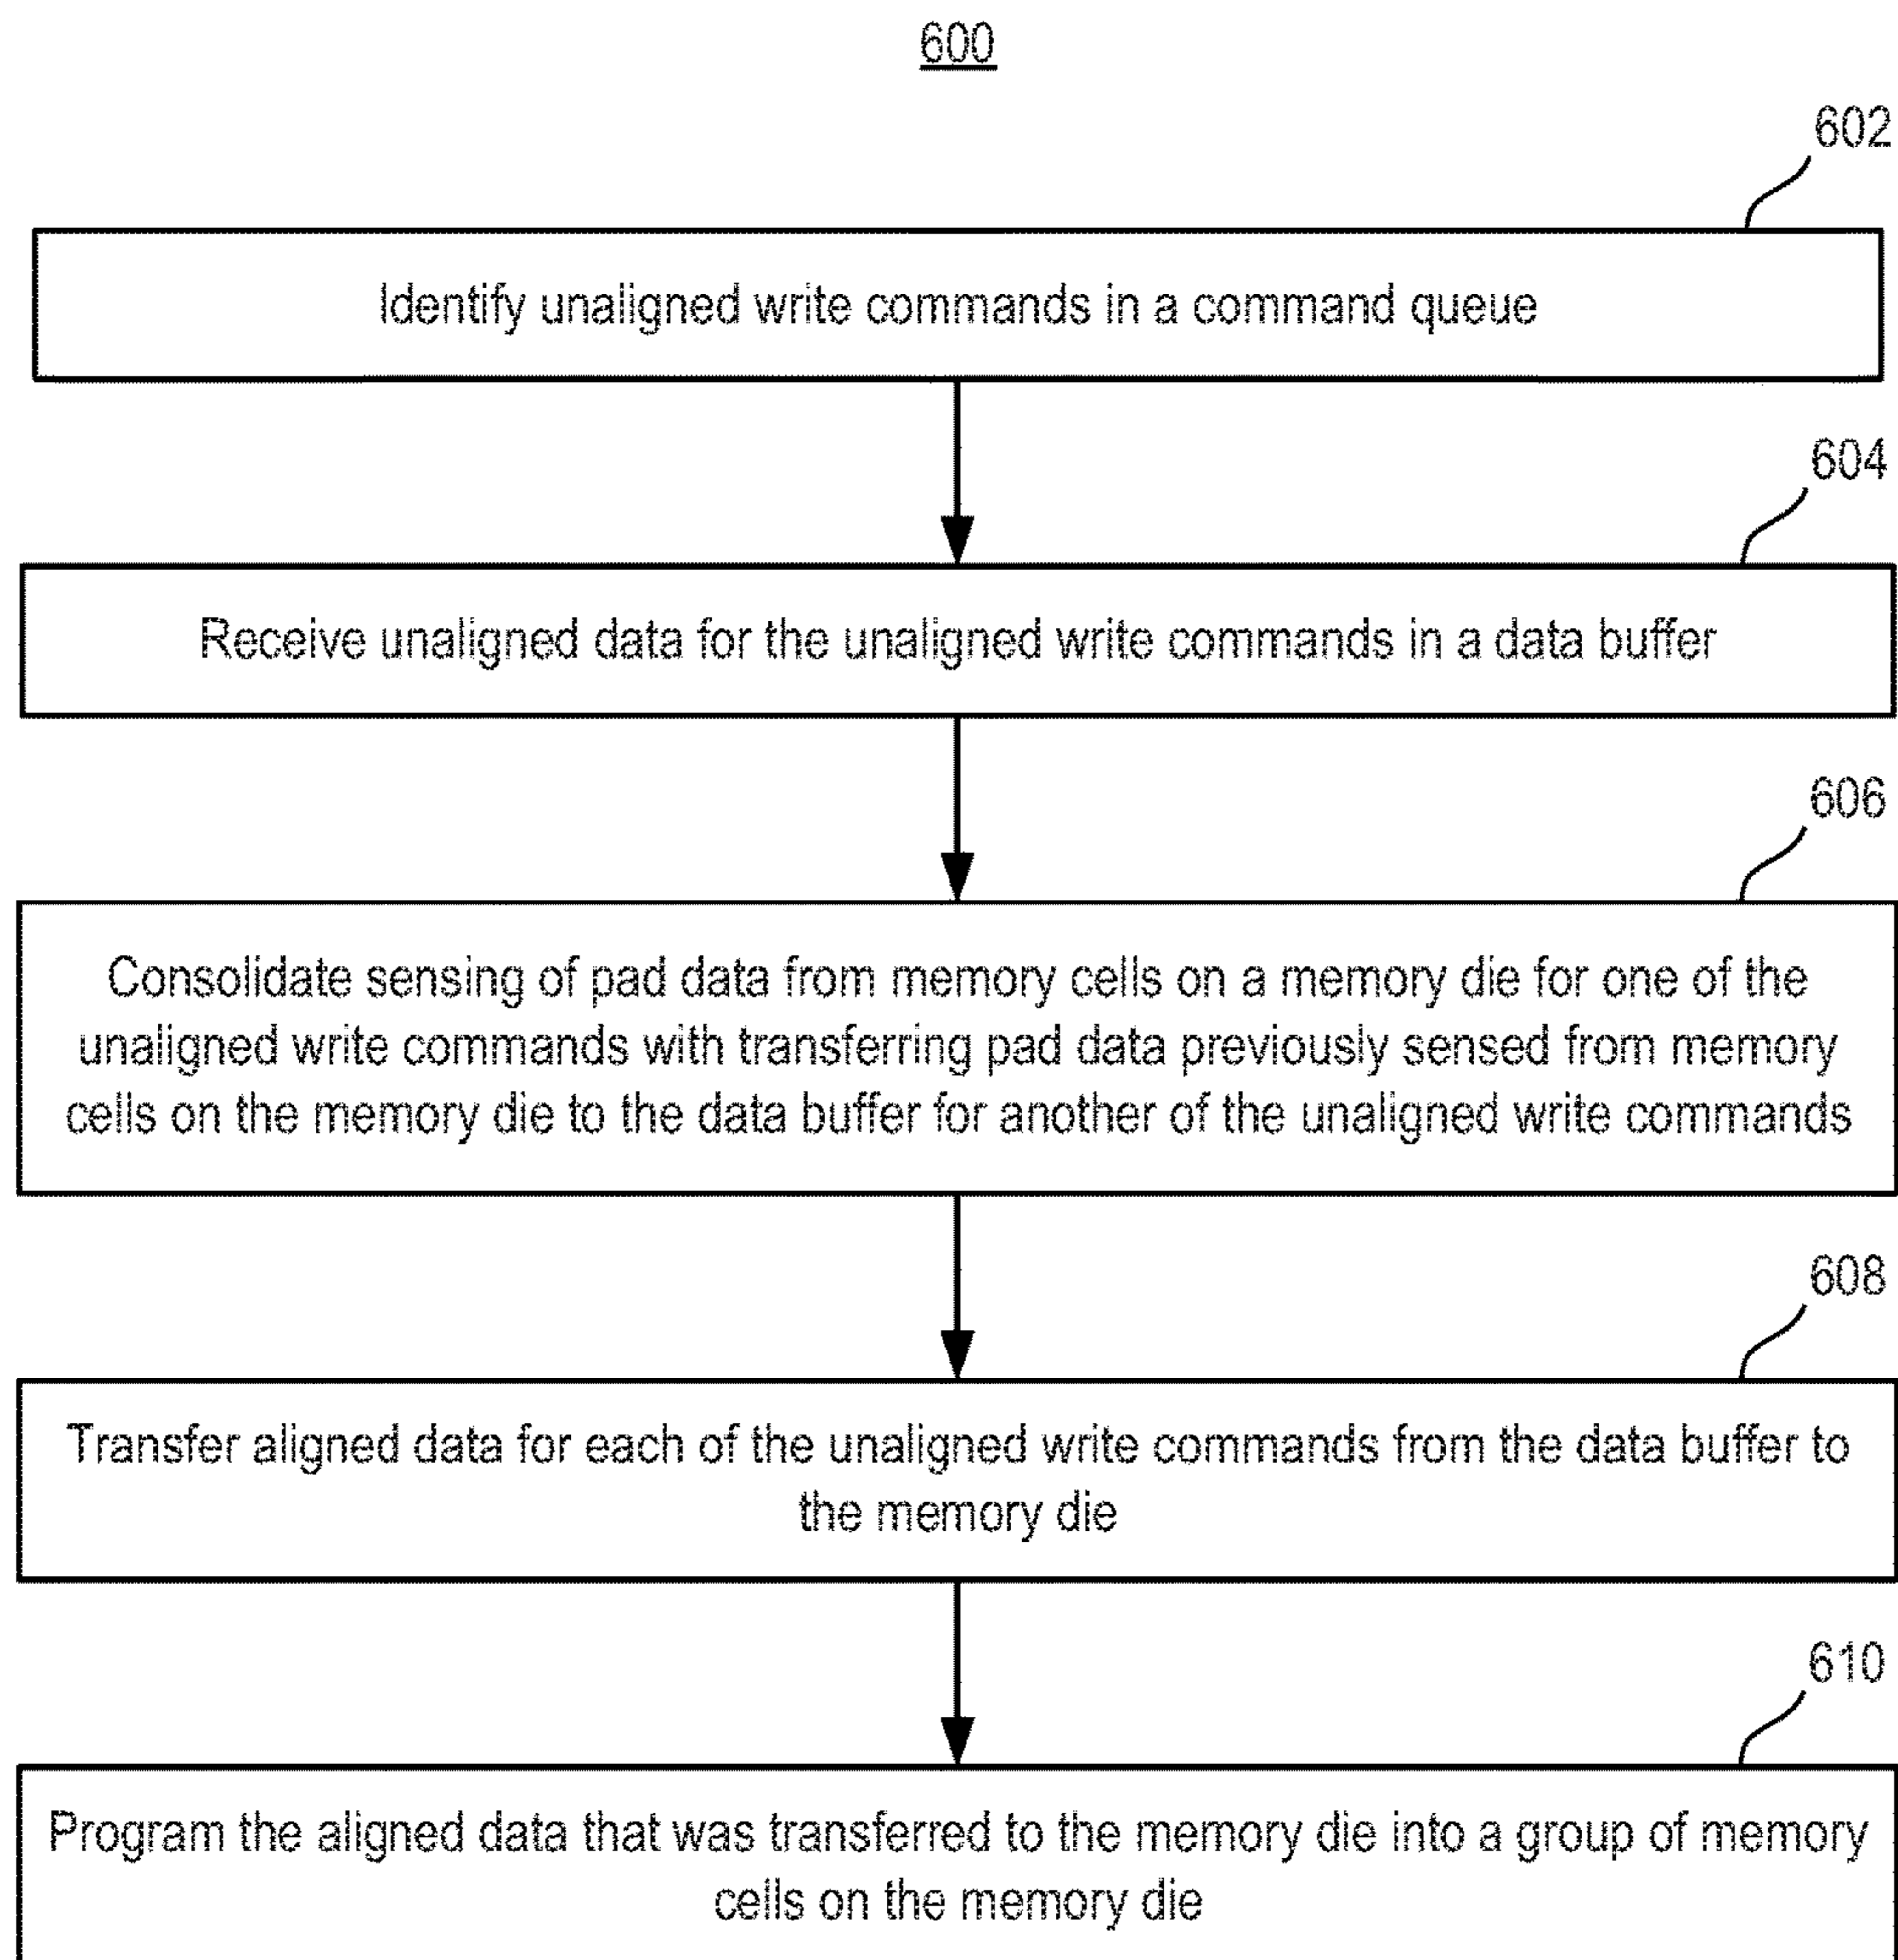 600
602
Identify unaligned write commands in a command queue
604
Receive unaligned data for the unaligned write commands in a data buffer
606
Consolidate sensing of pad data from memory cells on a memory die for one of the
unaligned write commands with transferring pad data previously sensed from memory
cells on the memory die to the data buffer for another of the unaligned write commands
608
Transfer aligned data for each of the unaligned write commands from the data buffer to
the memory die
610
Program the aligned data that was transferred to the memory die into a group of memory
cells on the memory die